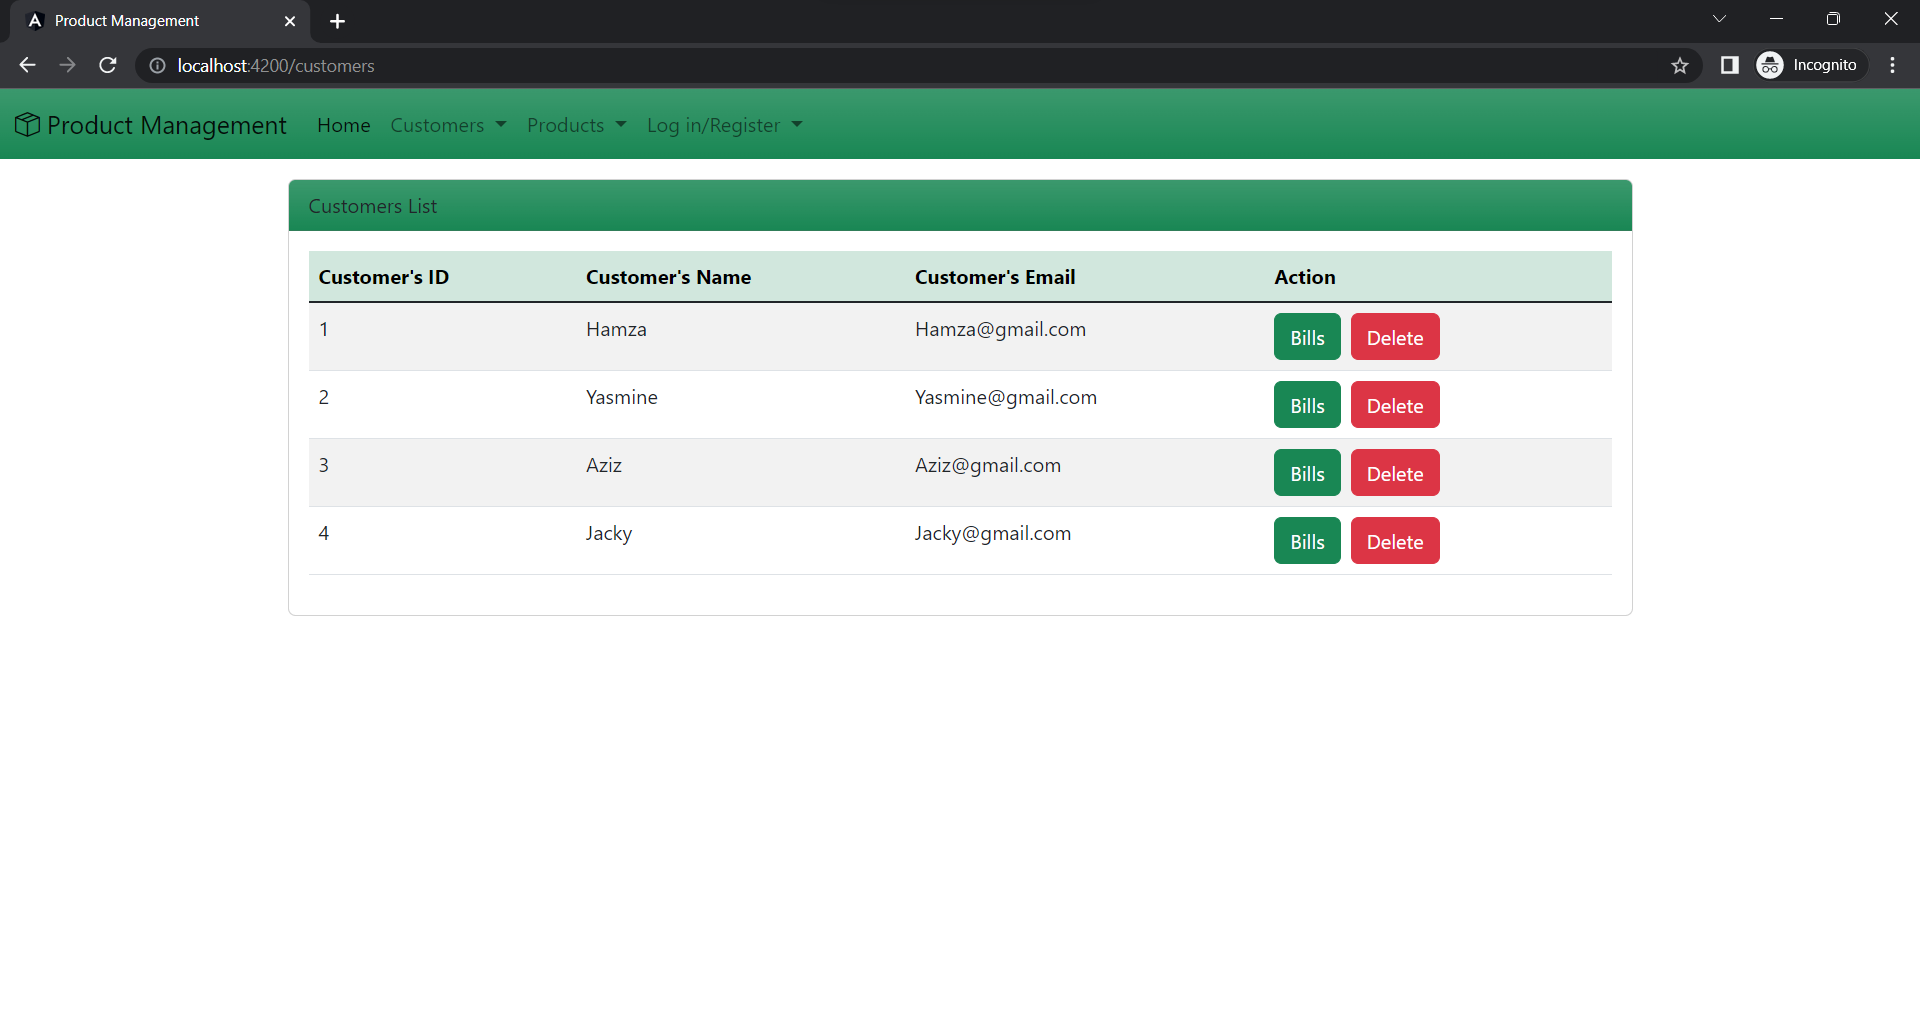 Product Management
localhost:4200/customers
Incognito
Product Management Home Customers Products Log in/Register
Customers List
Customer's ID Customer's Name Customer's Email Action
1 Hamza Hamza@gmail.com Bills Delete
2 Yasmine Yasmine@gmail.com Bills Delete
3 Aziz Aziz@gmail.com Bills Delete
4 Jacky Jacky@gmail.com Bills Delete